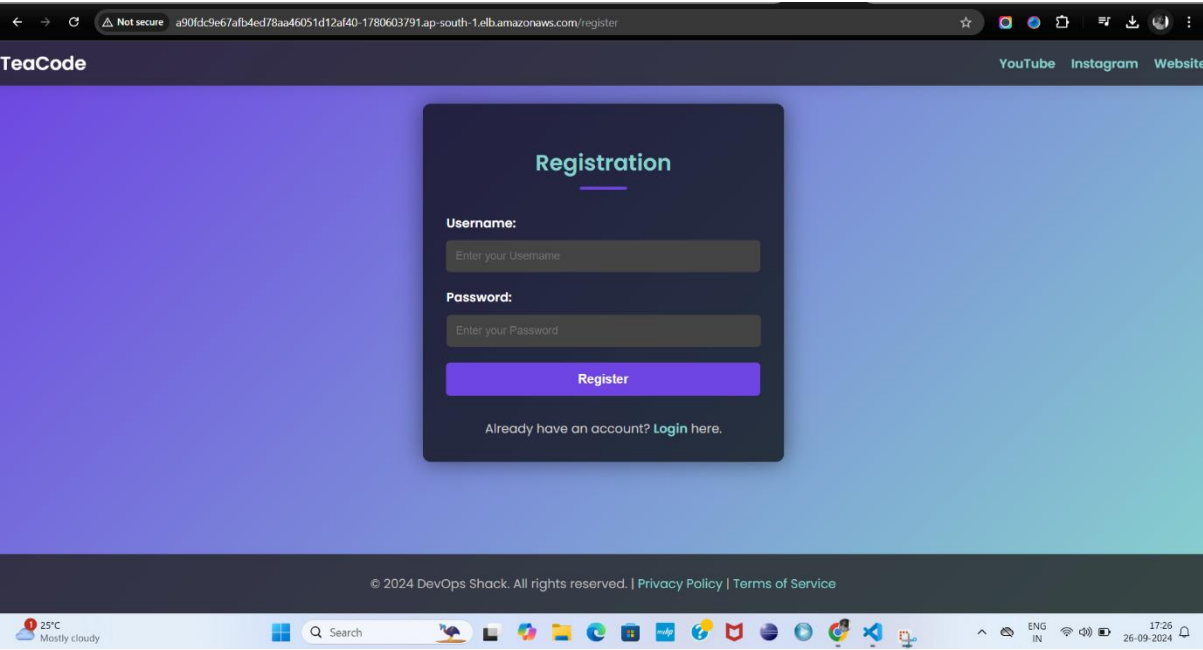 Not secure a90fdc9e67afb4ed78aa46051d12af40-1780603791.ap-south-1.elb.amazonaws.com/register
TeaCode YouTube Instagram Website
Registration
Username:
Enter your Username
Password:
Enter your Password
Register
Already have an account? Login here.
© 2024 DevOps Shack. All rights reserved. | Privacy Policy | Terms of Service
1 25°C
Mostly cloudy
Search
ENG
IN
17:26
26-09-2024